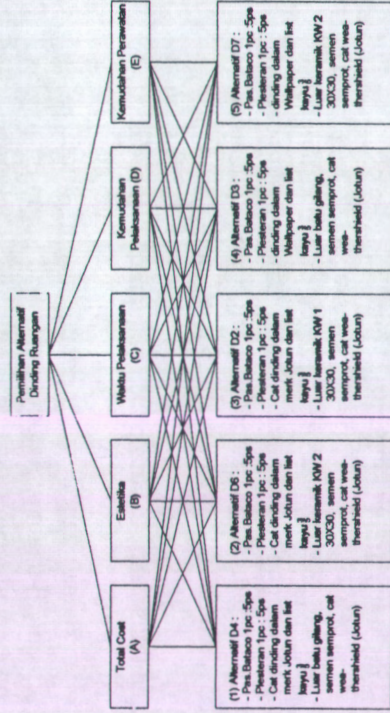 Pemilihan Alternatif
Dinding Ruangan
Total Cost
(A)
Estetika
(B)
Waktu Pelaksanaan
(C)
Kemudahan
Pelaksanaan (D)
Kemudahan Perawatan
(E)
(1) Alternatif D4 :
- Pas.Bataco 1pc :5ps
- Plesteran 1pc : 5ps
- Cat dinding dalam
merk Jotun dan list
kayu
- Luar batu gilang,
semen semprot, cat
wea-
thershield (Jotun)
(2) Alternatif D6 :
- Pas. Bataco 1pc :5ps
- Plesteran 1pc :5ps
- Cat dinding dalam
merk Jotun dan list
kayu
- Luar keramik KW 2
30X30, semen
semprot, cat wea-
thershield (Jotun)
(3) Alternatif D2 :
- Pas.Bataco 1pc :5ps
- Plesteran 1pc : 5ps
- Cat dinding dalam
merk Jotun dan list
kayu
- Luar keramik KW 1
30X30, semen
semprot, cat wea-
thershield (Jotun)
(4) Alternatif D3 :
- Pas.Bataco 1pc :5ps
- Plesteran 1pc : 5ps
- dinding dalam
Wallpaper dan list
kayu
- Luar batu gilang,
semen semprot, cat
wea-
thershield (Jotun)
(5) Alternatif D7 :
- Pas.Bataco 1pc :5ps
- Plesteran 1pc : 5ps
- dinding dalam
Wallpaper dan list
kayu
- Luar keramik KW 2
30X30, semen
semprot, cat wea-
thershield (Jotun)